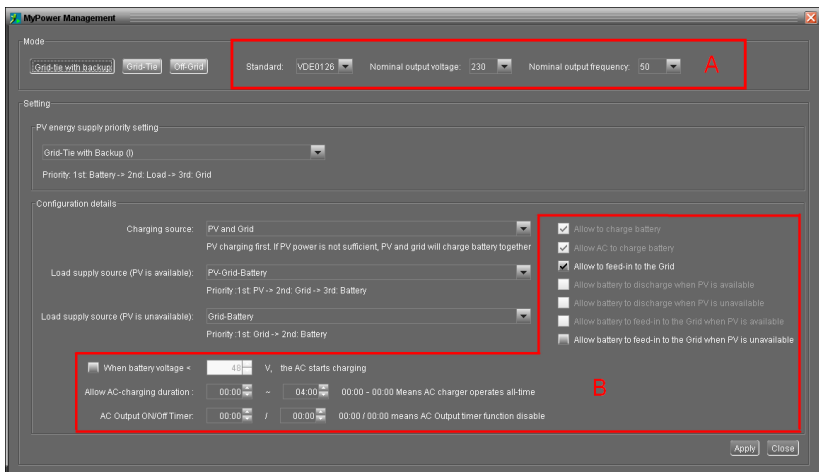 MyPower Management
Mode
Grid-tie with backup Grid-Tie Off-Grid Standard: VDE0126 Nominal output voltage: 230 Nominal output frequency: 50 A
Setting
PV energy supply priority setting
Grid-Tie with Backup (I)
Priority: 1st: Battery -> 2nd: Load -> 3rd: Grid
Configuration details
Charging source: PV and Grid
PV charging first. If PV power is not sufficient, PV and grid will charge battery together
Load supply source (PV is available): PV-Grid-Battery
Priority :1st: PV -> 2nd: Grid -> 3rd: Battery
Load supply source (PV is unavailable): Grid-Battery
Priority :1st: Grid -> 2nd: Battery
Allow to charge battery
Allow AC to charge battery
Allow to feed-in to the Grid
Allow battery to discharge when PV is available
Allow battery to discharge when PV is unavailable
Allow battery to feed-in to the Grid when PV is available
Allow battery to feed-in to the Grid when PV is unavailable
When battery voltage < 48 V, the AC starts charging
Allow AC-charging duration : 00:00 ~ 04:00 00:00 - 00:00 Means AC charger operates all-time
B
AC Output ON/Off Timer: 00:00 / 00:00 00:00 / 00:00 means AC Output timer function disable
Apply Close